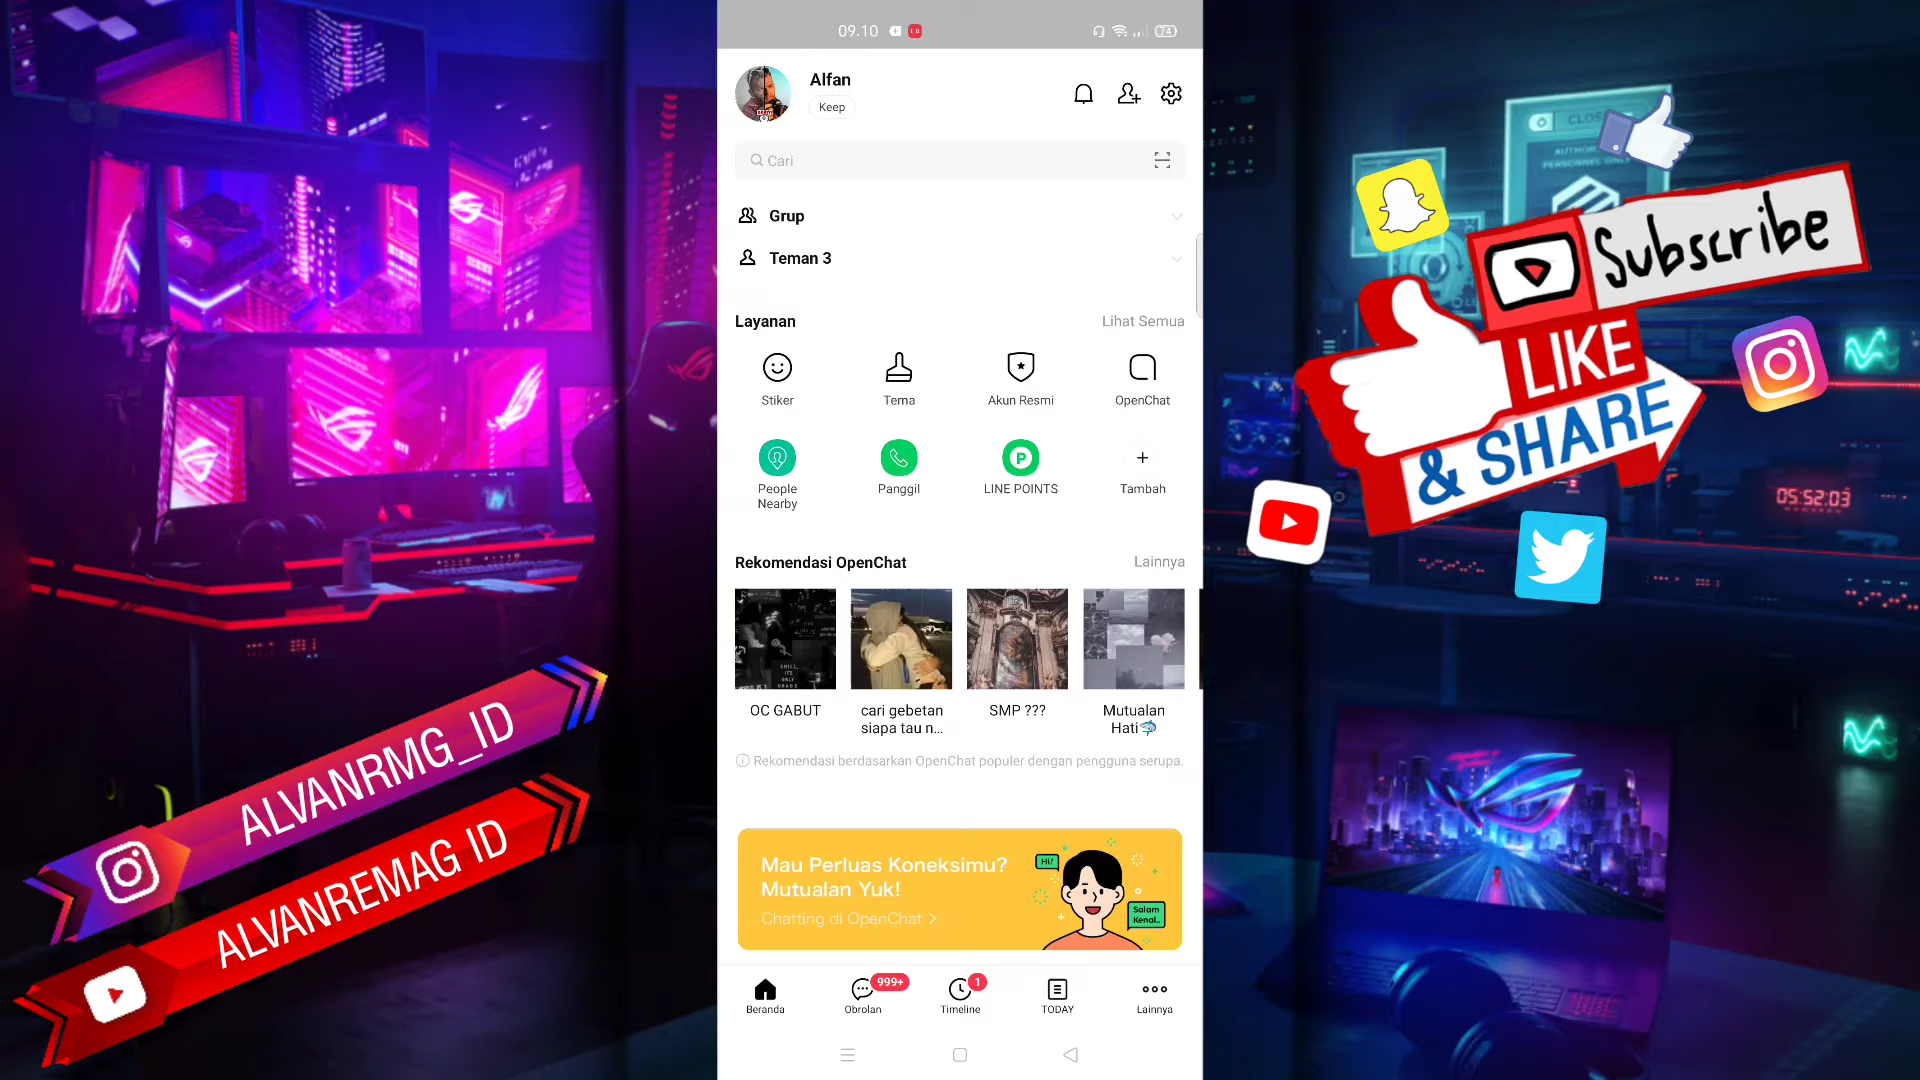 09.10
74
Alfan
Keep
Cari
Grup
Teman 3
Layanan
Lihat Semua
Stiker
Tema
Akun Resmi
OpenChat
People
Nearby
Panggil
LINE POINTS
Tambah
Rekomendasi OpenChat
Lainnya
OC GABUT
cari gebetan
siapa tau n...
SMP ???
Mutualan
Hati🦈
Rekomendasi berdasarkan OpenChat populer dengan pengguna serupa.
Mau Perluas Koneksimu?
Mutualan Yuk!
Chatting di OpenChat >
Hi!
Salam
Kenal..
999+
1
Beranda
Obrolan
Timeline
TODAY
Lainnya
ALVANRMG_ID
ALVANREMAG ID
Subscribe
LIKE
& SHARE
05:52:03